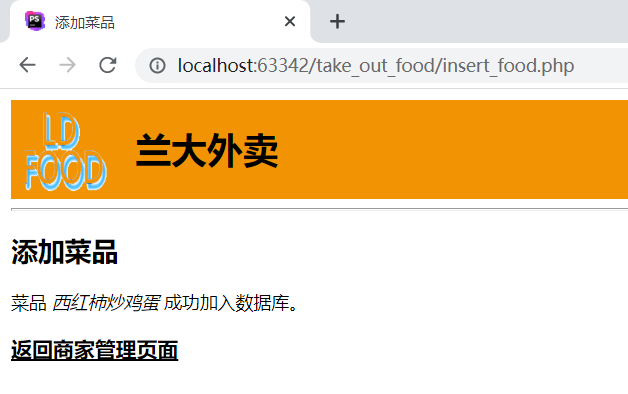 PS
添加菜品
localhost:63342/take_out_food/insert_food.php
LD
FOOD
兰大外卖
添加菜品
菜品 西红柿炒鸡蛋 成功加入数据库。
返回商家管理页面